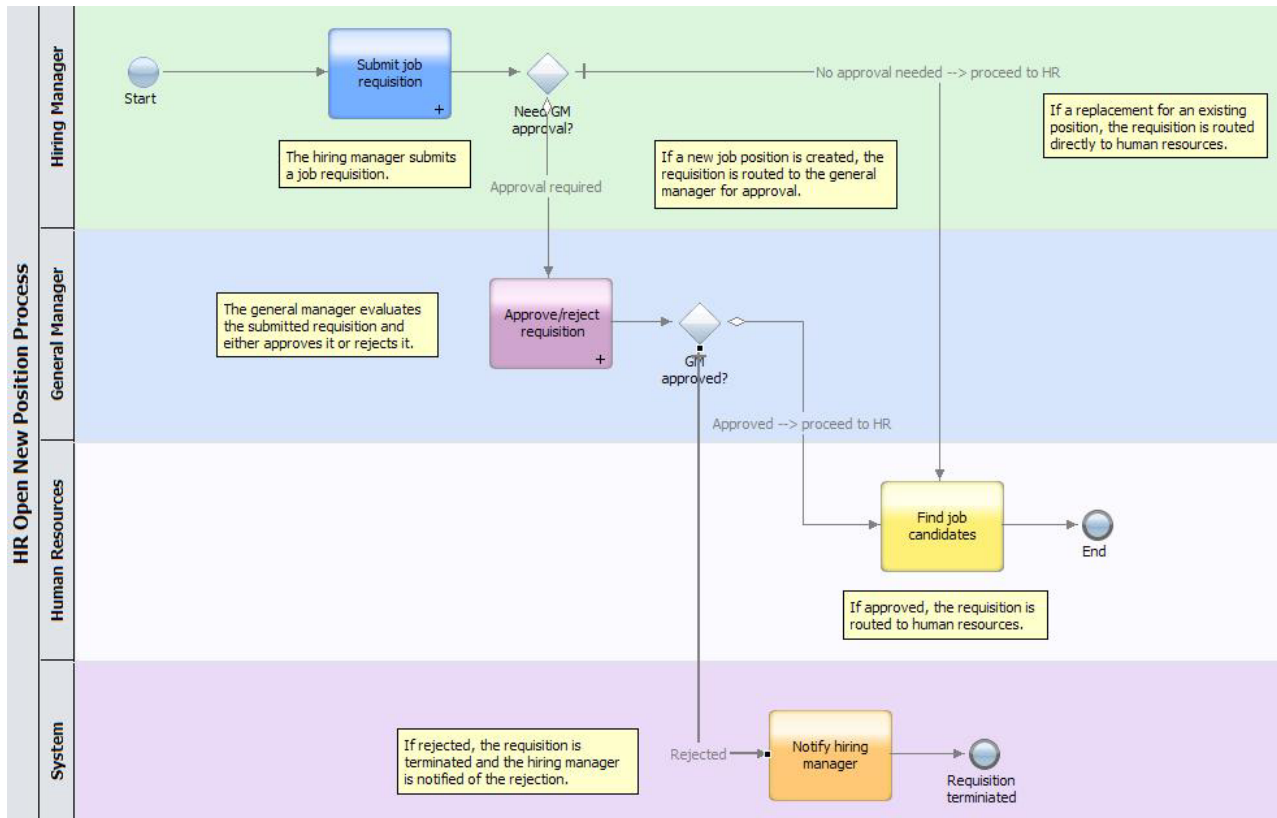 HR Open New Position Process
Hiring Manager
Start
Submit job
requisition
Need GM
approval?
No approval needed --> proceed to HR
If a replacement for an existing
position, the requisition is routed
directly to human resources.
The hiring manager submits
a job requisition.
If a new job position is created, the
requisition is routed to the general
manager for approval.
Approval required
General Manager
The general manager evaluates
the submitted requisition and
either approves it or rejects it.
Approve/reject
requisition
GM
approved?
Approved --> proceed to HR
Human Resources
Find job
candidates
End
If approved, the requisition is
routed to human resources.
System
If rejected, the requisition is
terminated and the hiring manager
is notified of the rejection.
Rejected
Notify hiring
manager
Requisition
terminiated